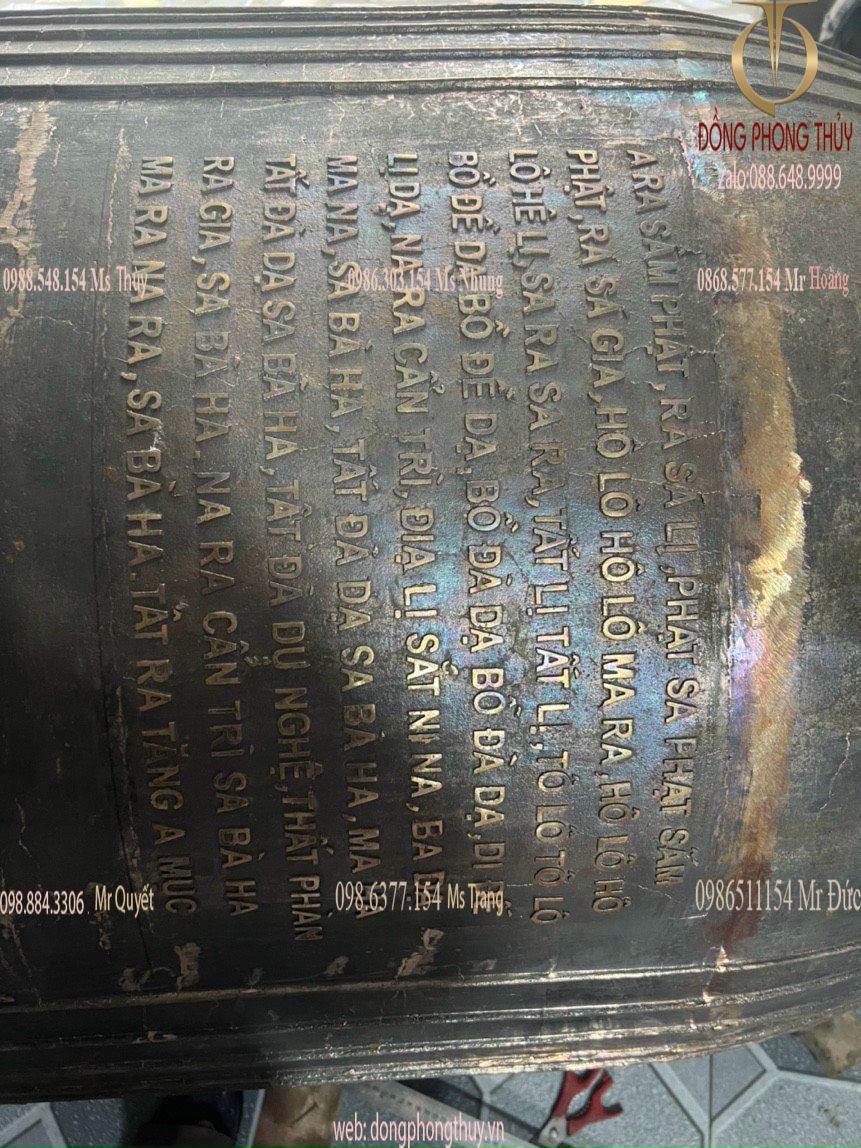 ĐỒNG PHONG THỦY
zalo:088.648.9999
A RA SÂM PHẬT, RA SÁ LỊ, PHẠT SA PHẠT SÂM
PHẬT, RA SÁ GIA, HÔ LÔ HÔ LÔ MA RA, HÔ LÔ HÔ
LÔ HÊ LỊ, SA RA SA RA, TẤT LỊ TẤT LỊ, TÔ LÔ TÔ LÔ
BỒ ĐỀ DẠ BỒ ĐỀ DẠ, BỒ ĐÀ DẠ BỒ ĐÀ DẠ, DI
LỊ DẠ, NA RA CẨN TRÌ, ĐỊA LỊ SẮT NI NA, BA
MA NA, SA BÀ HA, TẤT ĐÀ DẠ SA BÀ HA, MA
TẤT ĐÀ DẠ SA BÀ HA, TẤT ĐÀ DU NGHỆ, THẤT PHÀN
RA GIA, SA BÀ HA. NA RA CẨN TRÌ SA BÀ HA
MA RA NA RA, SA BÀ HA. TẤT RA TĂNG A MỤC
0988.548.154 Ms Thủy
0986.303.154 Ms Nhung
0868.577.154 Mr Hoàng
098.884.3306 Mr Quyết
098.6377.154 Ms Trang
0986511154 Mr Đức
web: dongphongthuy.vn